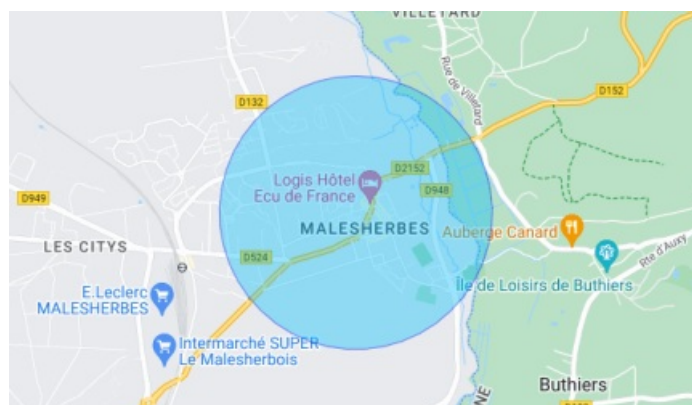 VILLETARD
Rue de Villetard
D132
D152
D2152
Logis Hôtel
Ecu de France
D948
D949
MALESHERBES
Auberge Canard
LES CITYS
D524
Rte d'Auxy
Île de Loisirs de Buthiers
E.Leclerc
MALESHERBES
Intermarché SUPER
Le Malesherbois
Buthiers